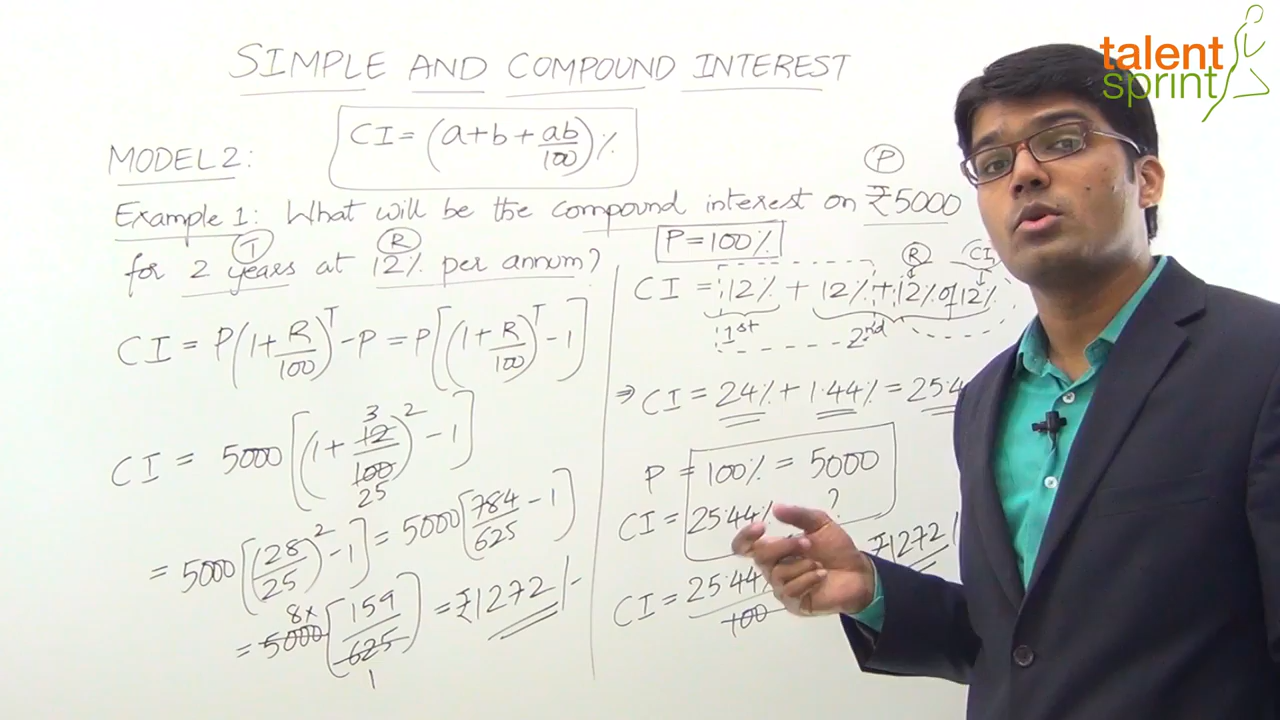 talent
sprint
SIMPLE AND COMPOUND INTEREST
MODEL 2:
CI = (a+b+ab/100)%
Example 1: What will be the compound interest on ₹5000
for 2 years at 12% per annum?
P
T
R
CI = P(1+R/100)^T - P = P[(1+R/100)^T - 1]
CI = 5000[(1+12/100)^2 - 1]
3
25
= 5000[(28/25)^2 - 1] = 5000[784/625 - 1]
8x
= 5000[159/625] = ₹1272/-
1
P = 100%
R
CI
CI = 12% + 12% + 12% of 12%
1st
2nd
⇒ CI = 24% + 1.44% = 25.4
P = 100% = 5000
CI = 25.44% ?
CI = 25.44%
100
₹1272/